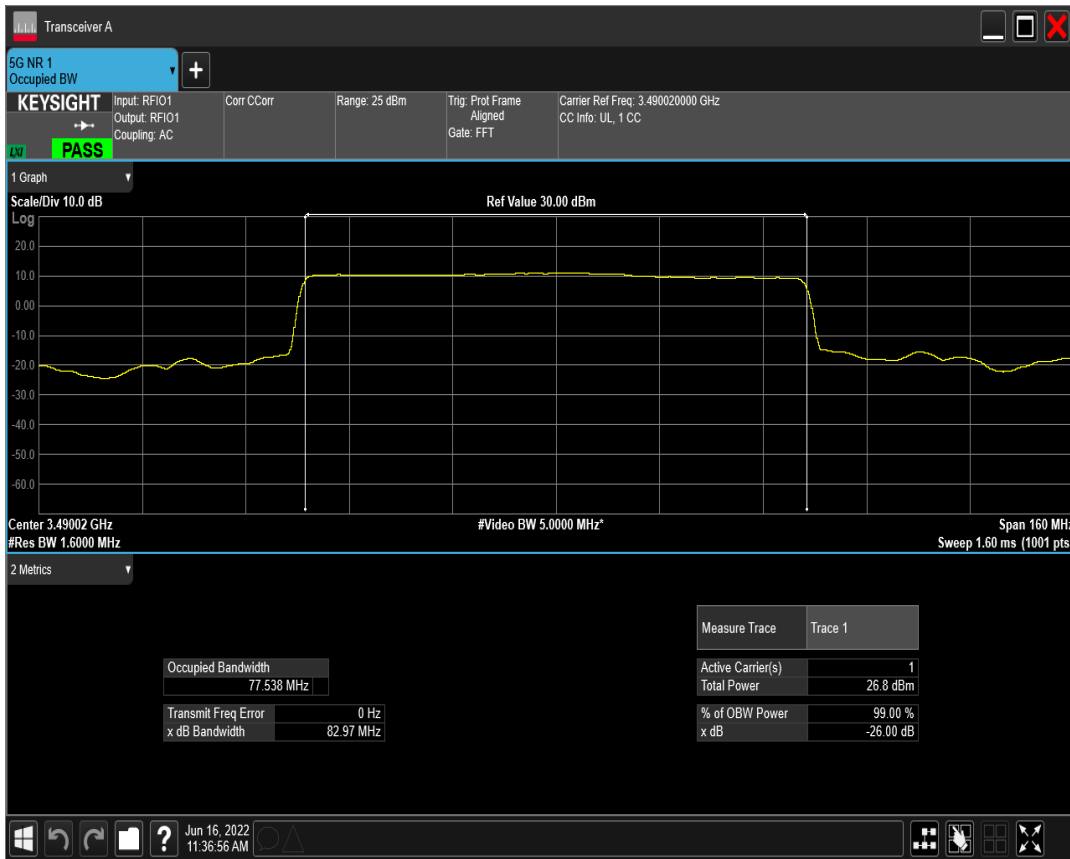 Transceiver A
5G NR 1
Occupied BW
KEYSIGHT
LXI
PASS
Input: RFIO1
Output: RFIO1
Coupling: AC
Corr CCorr
Range: 25 dBm
Trig: Prot Frame
Aligned
Gate: FFT
Carrier Ref Freq: 3.490020000 GHz
CC Info: UL, 1 CC
1 Graph
Scale/Div 10.0 dB
Ref Value 30.00 dBm
Log
20.0
10.0
0.00
-10.0
-20.0
-30.0
-40.0
-50.0
-60.0
Center 3.49002 GHz
#Video BW 5.0000 MHz*
Span 160 MHz
#Res BW 1.6000 MHz
Sweep 1.60 ms (1001 pts
2 Metrics
Measure Trace Trace 1
Occupied Bandwidth
77.538 MHz
Active Carrier(s) 1
Total Power 26.8 dBm
Transmit Freq Error 0 Hz
x dB Bandwidth 82.97 MHz
% of OBW Power 99.00 %
x dB -26.00 dB
?
Jun 16, 2022
11:36:56 AM